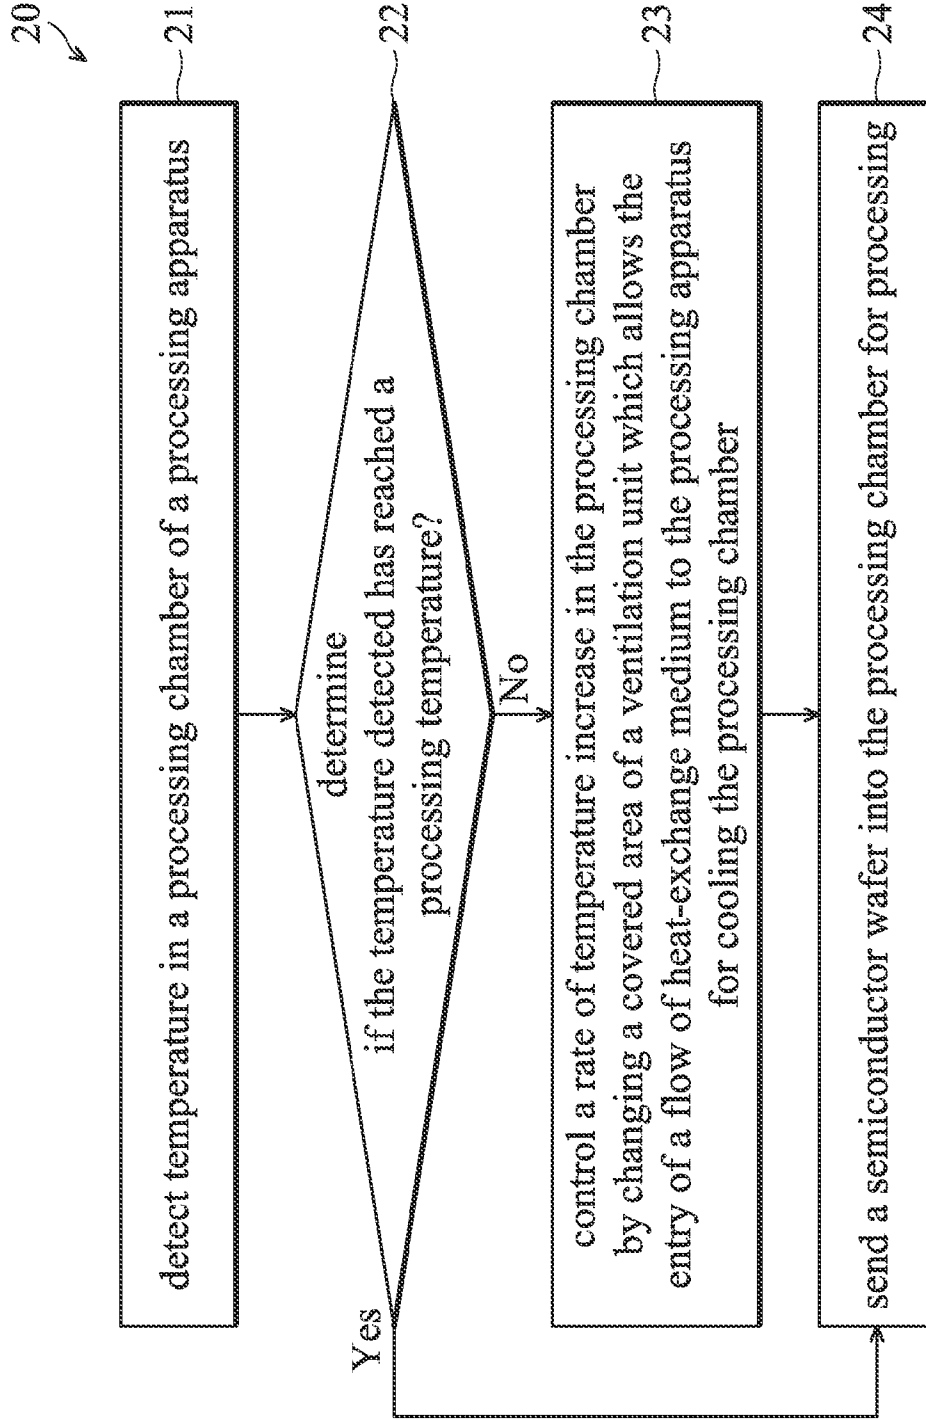 20
21
detect temperature in a processing chamber of a processing apparatus
22
determine
if the temperature detected has reached a
processing temperature?
Yes
No
23
control a rate of temperature increase in the processing chamber
by changing a covered area of a ventilation unit which allows the
entry of a flow of heat-exchange medium to the processing apparatus
for cooling the processing chamber
24
send a semiconductor wafer into the processing chamber for processing